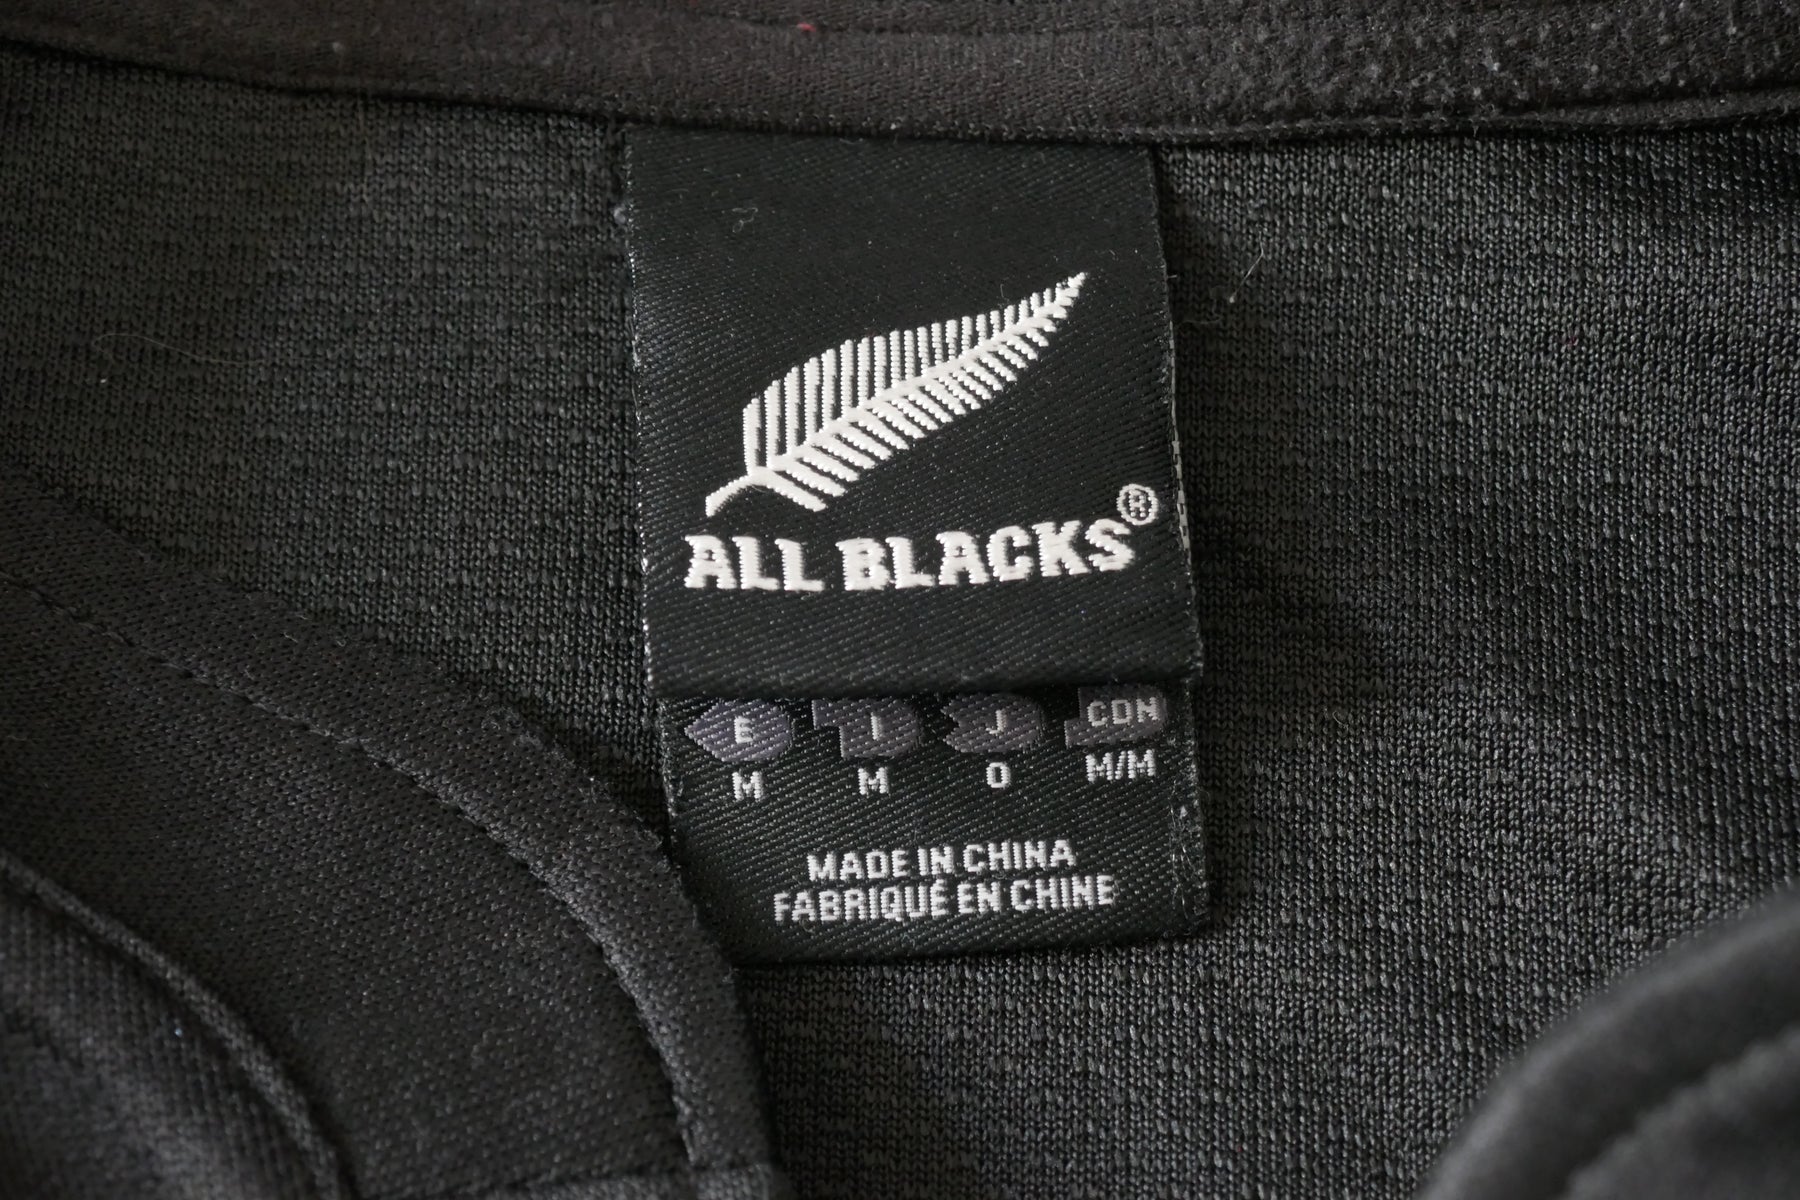 ALL BLACKS®
E I J CDN
M M O M/M
MADE IN CHINA
FABRIQUÉ EN CHINE